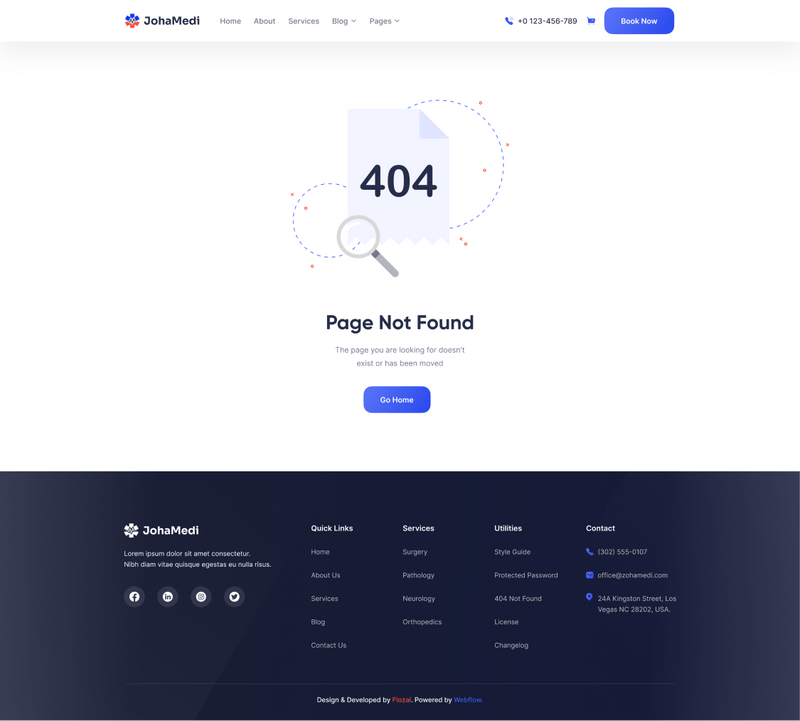 JohaMedi
Home
About
Services
Blog
Pages
+0 123-456-789
Book Now
404
Page Not Found
The page you are looking for doesn't
exist or has been moved
Go Home
JohaMedi
Lorem ipsum dolor sit amet consectetur.
Nibh diam vitae quisque egestas eu nulla risus.
Quick Links
Home
About Us
Services
Blog
Contact Us
Services
Surgery
Pathology
Neurology
Orthopedics
Utilities
Style Guide
Protected Password
404 Not Found
License
Changelog
Contact
(302) 555-0107
office@zohamedi.com
24A Kingston Street, Los
Vegas NC 28202, USA.
Design & Developed by Flozai. Powered by Webflow.